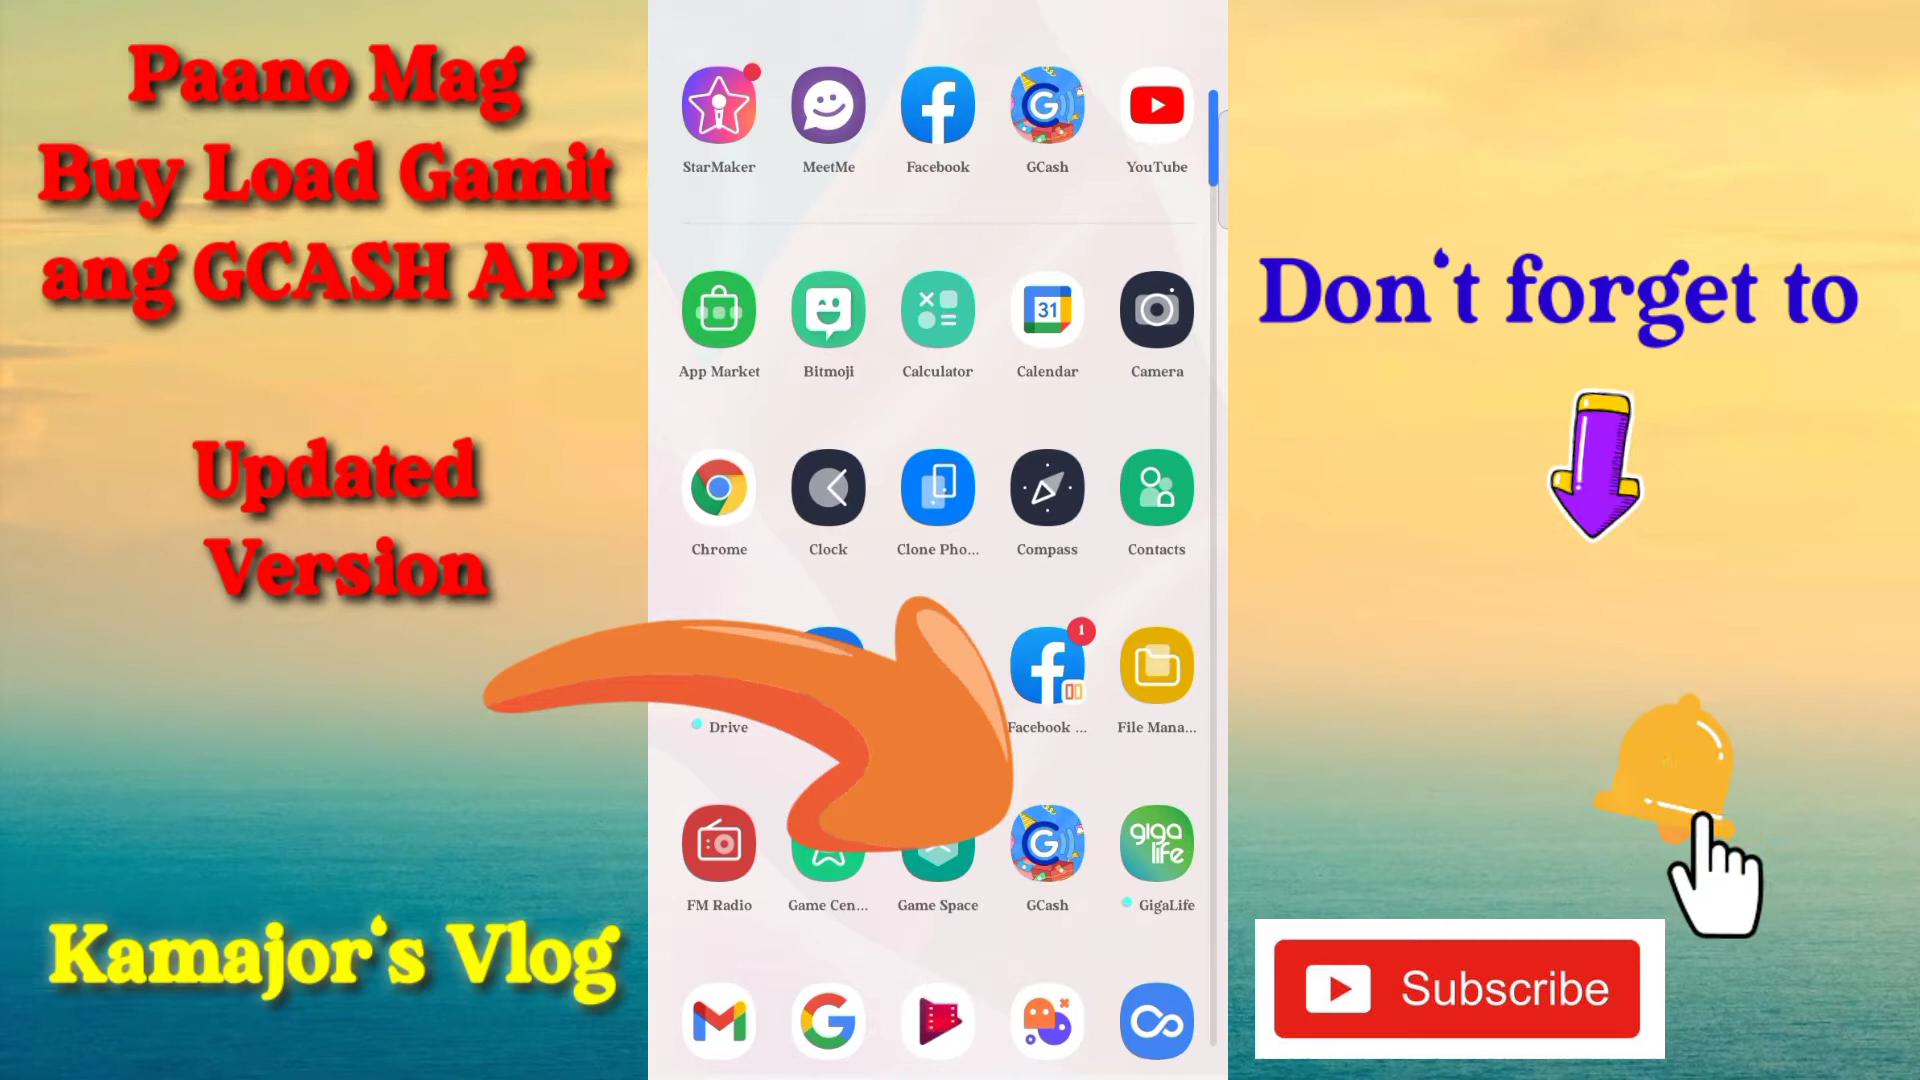 Paano Mag
Buy Load Gamit
ang GCASH APP
Updated
Version
Kamajor's Vlog
StarMaker
MeetMe
Facebook
GCash
YouTube
App Market
Bitmoji
Calculator
31
Calendar
Camera
Chrome
Clock
Clone Pho...
Compass
Contacts
Drive
1
Facebook ...
File Mana...
FM Radio
Game Cen...
Game Space
GCash
giga
life
GigaLife
Don't forget to
Subscribe